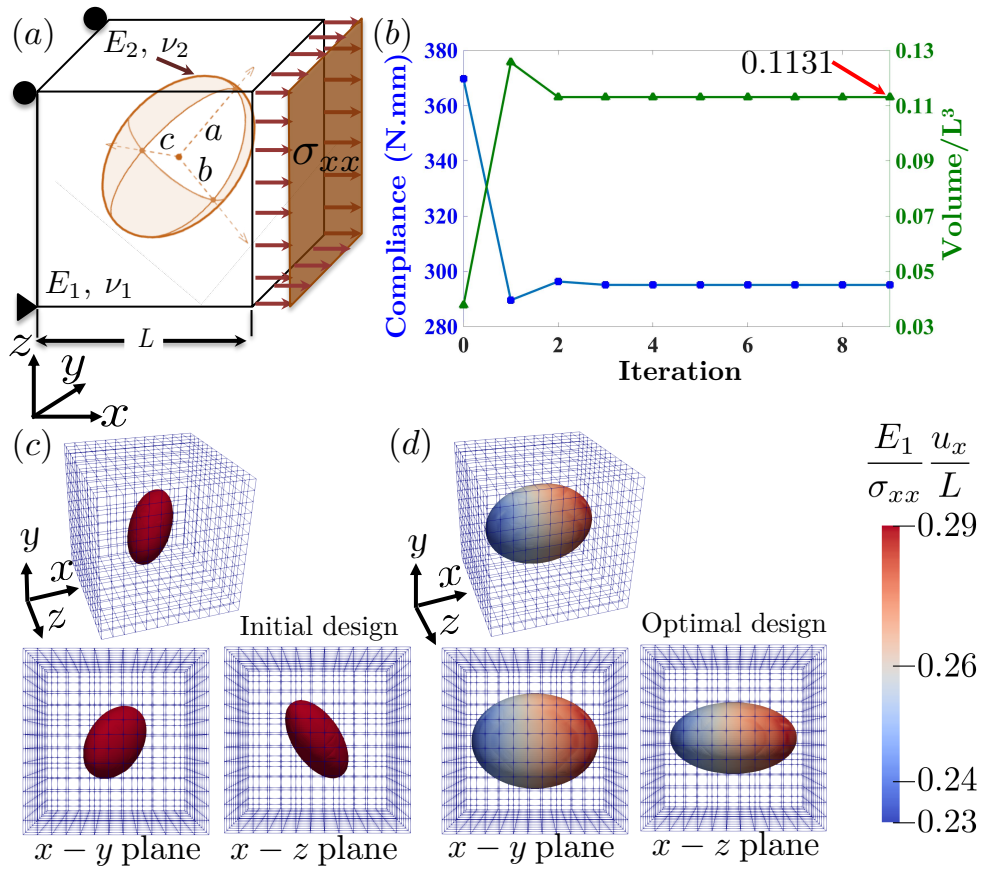 (a)
E₂, ν₂
a
c
b
σxx
E₁, ν₁
L
z
y
x
(b)
Compliance (N.mm)
380
360
340
320
300
280
0.13
0.11
0.09
0.07
0.05
0.03
Volume/L³
0.1131
0 2 4 6 8
Iteration
(c)
y
x
z
Initial design
x − y plane
x − z plane
(d)
y
x
z
Optimal design
x − y plane
x − z plane
E₁ uₓ
σxx L
0.29
0.26
0.24
0.23